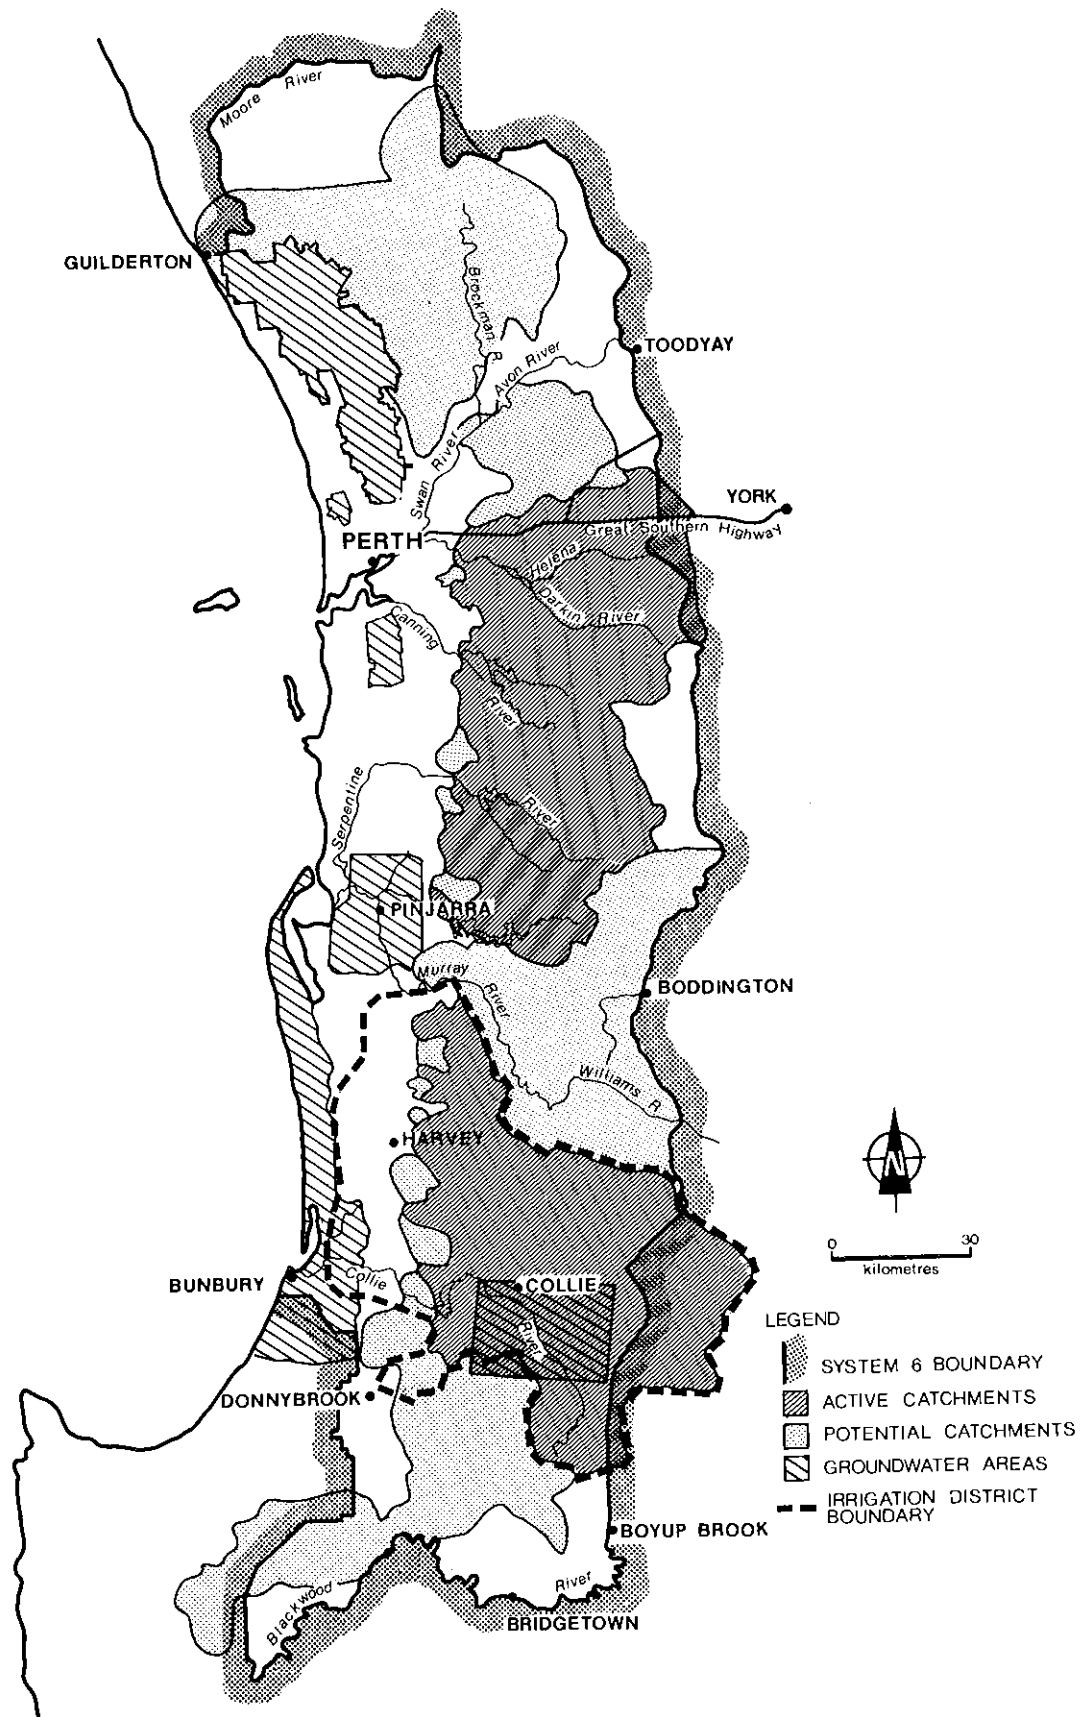 Moore River
GUILDERTON
Brockman R.
TOODYAY
Avon River
Swan River
YORK
Great Southern Highway
PERTH
Helena
Darkin River
Canning
River
Serpentine
River
PINJARRA
Murray
River
BODDINGTON
Williams R.
HARVEY
N
0 30
kilometres
BUNBURY
Collie
COLLIE
River
LEGEND
SYSTEM 6 BOUNDARY
ACTIVE CATCHMENTS
POTENTIAL CATCHMENTS
GROUNDWATER AREAS
IRRIGATION DISTRICT
BOUNDARY
DONNYBROOK
BOYUP BROOK
Blackwood
River
BRIDGETOWN